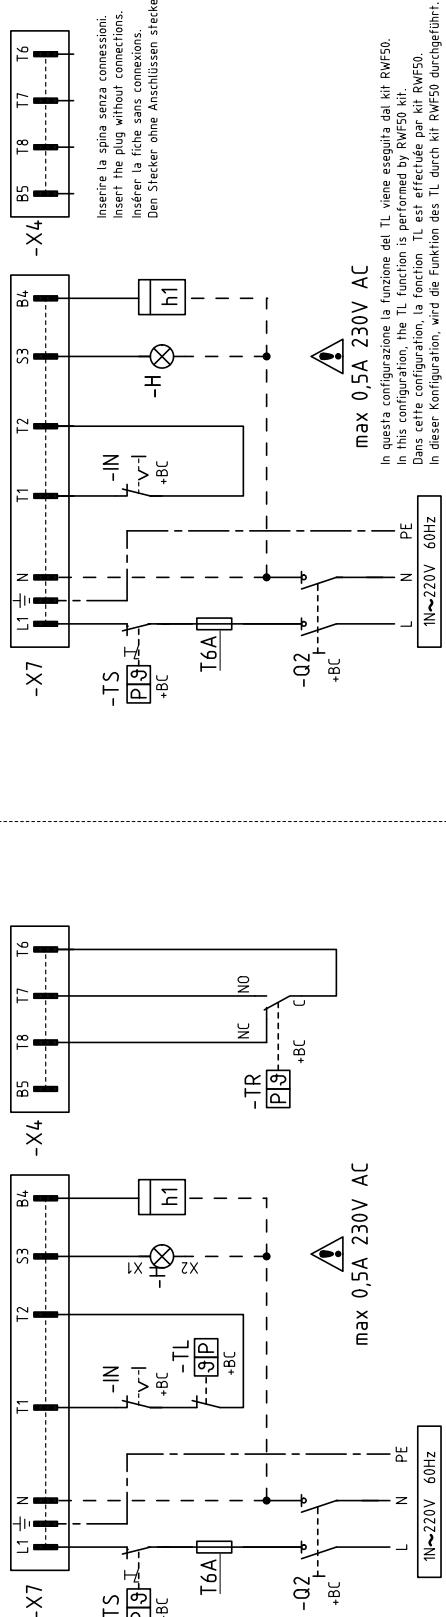 -X7
L1
N
T1
T2
S3
B4
-X4
B5
T8
T7
T6
-IN
+BC
-TL
ϑ P
+BC
-H
X1
X2
h1
TS
P ϑ
+BC
T6A
-Q2
+BC
L
N
PE
1N~220V 60Hz
max 0,5A 230V AC
-TR
P ϑ
+BC
NC
NO
C
-X7
L1
N
T1
T2
S3
B4
-X4
B5
T8
T7
T6
Inserire la spina senza connessioni.
Insert the plug without connections.
Insérer la fiche sans connexions.
Den Stecker ohne Anschlüssen stecke
-IN
+BC
-H
h1
-TS
P ϑ
+BC
T6A
-Q2
+BC
L
N
PE
1N~220V 60Hz
max 0,5A 230V AC
In questa configurazione la funzione del TL viene eseguita dal kit RWF50.
In this configuration, the TL function is performed by RWF50 kit.
Dans cette configuration, la fonction TL est effectuée par kit RWF50.
In dieser Konfiguration, wird die Funktion des TL durch kit RWF50 durchgeführt.